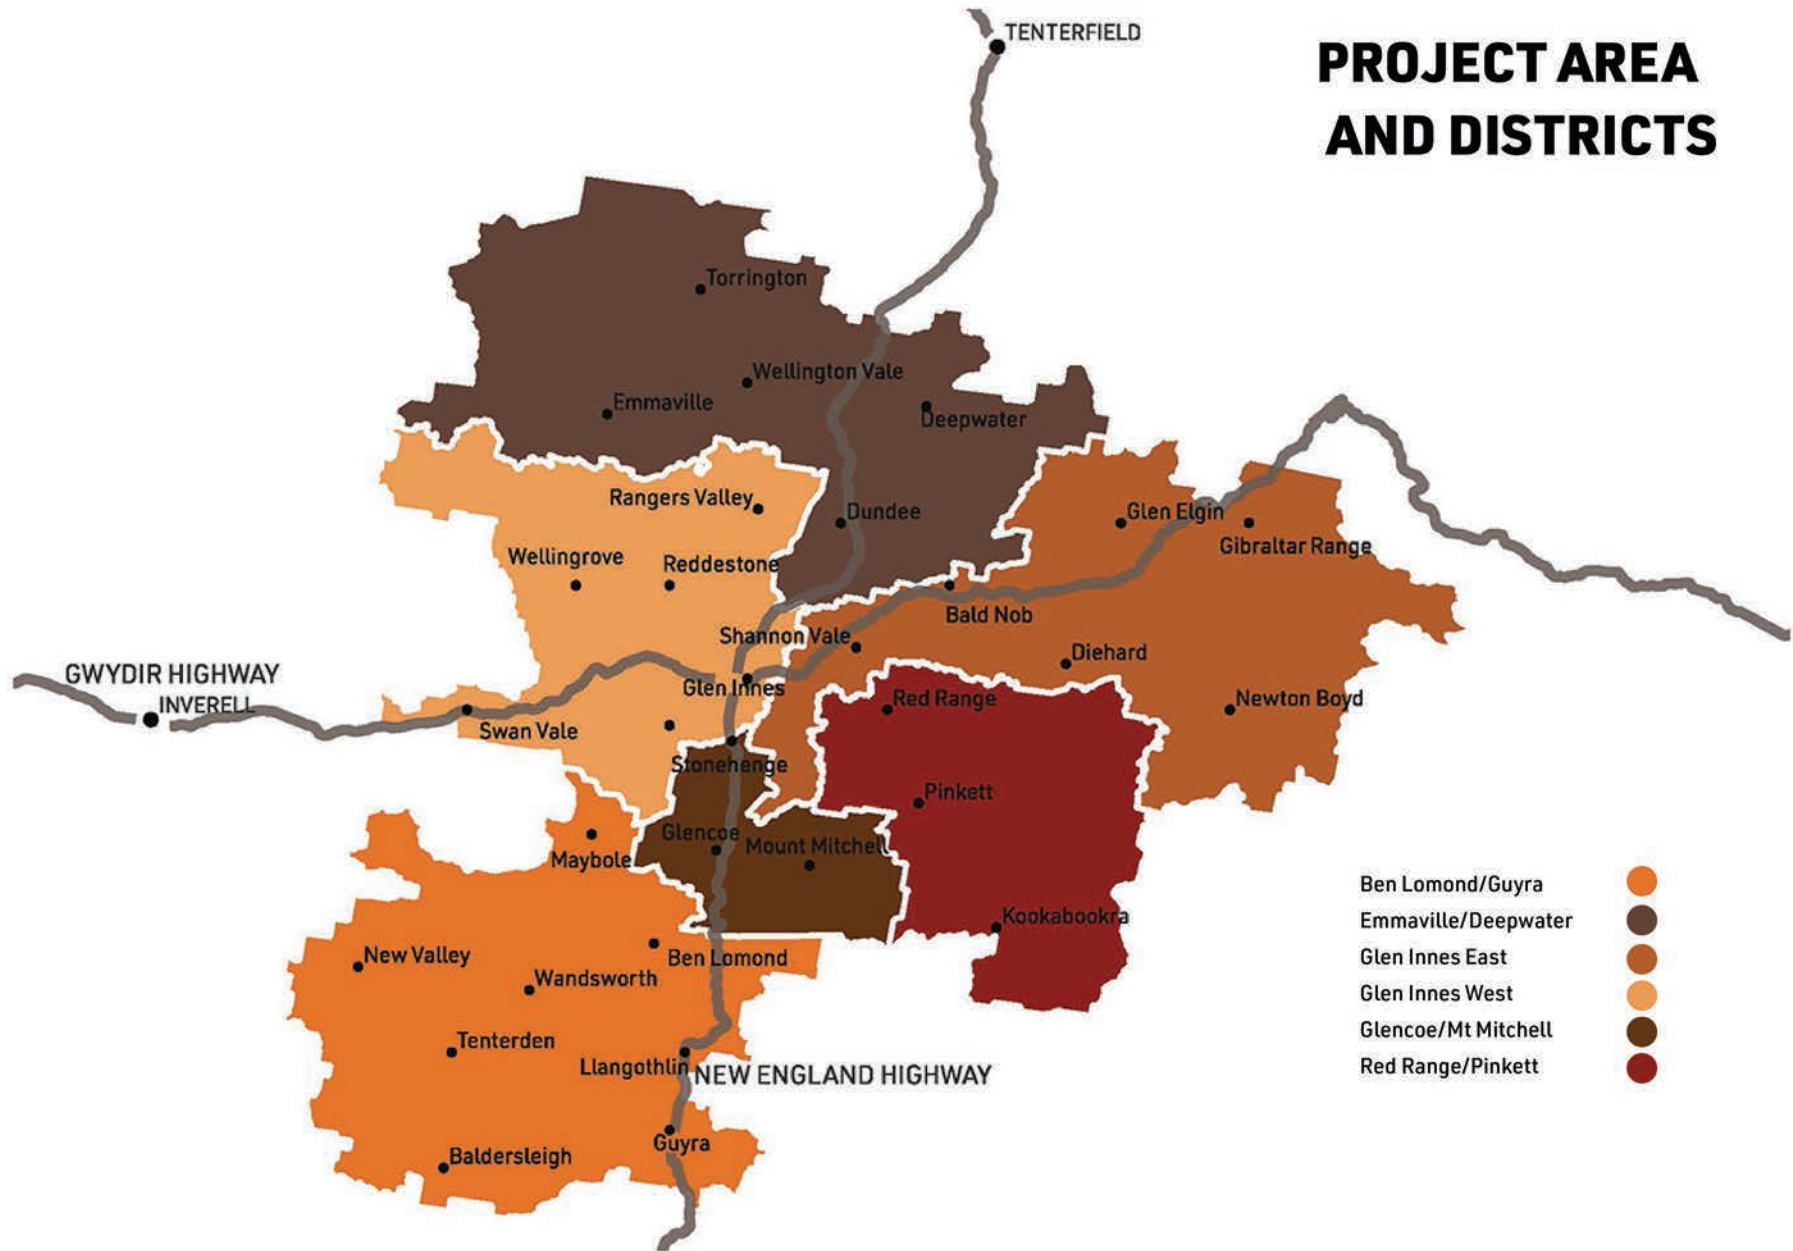 TENTERFIELD
PROJECT AREA
AND DISTRICTS
Torrington
Wellington Vale
Emmaville
Deepwater
Rangers Valley
Dundee
Glen Elgin
Gibraltar Range
Wellingrove
Reddestone
Bald Nob
Shannon Vale
Diehard
GWYDIR HIGHWAY
INVERELL
Glen Innes
Red Range
Newton Boyd
Swan Vale
Stonehenge
Pinkett
Glencoe
Mount Mitchell
Maybole
Kookabookra
New Valley
Ben Lomond
Wandsworth
Tenterden
Llangothlin
NEW ENGLAND HIGHWAY
Guyra
Baldersleigh
Ben Lomond/Guyra
Emmaville/Deepwater
Glen Innes East
Glen Innes West
Glencoe/Mt Mitchell
Red Range/Pinkett